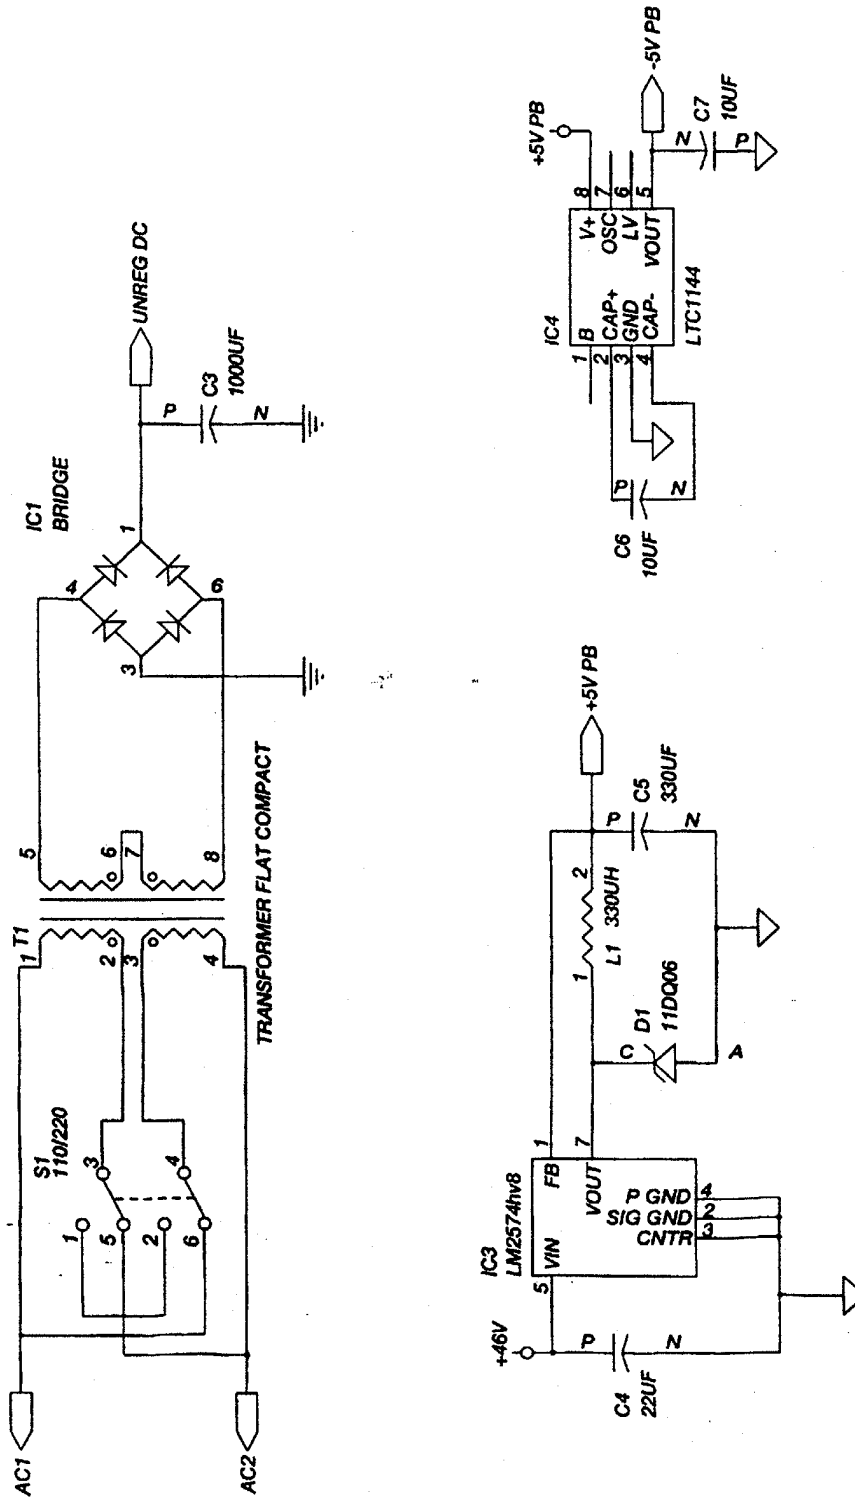 AC1
AC2
S1
110/220
1
5
2
6
3
4
T1
1
2
3
4
5
6
7
8
TRANSFORMER FLAT COMPACT
IC1
BRIDGE
4
1
6
3
UNREG DC
P
N
C3
1000UF
+46V
P
N
C4
22UF
IC3
LM2574hv8
5
VIN
FB
VOUT
P GND
SIG GND
CNTR
1
7
4
2
3
C
A
D1
11DQ06
1
2
L1
330UH
P
N
C5
330UF
+5V PB
C6
10UF
P
N
IC4
1
2
3
4
B
CAP+
GND
CAP-
V+
OSC
LV
VOUT
8
7
6
5
LTC1144
+5V PB
-5V PB
N
P
C7
10UF